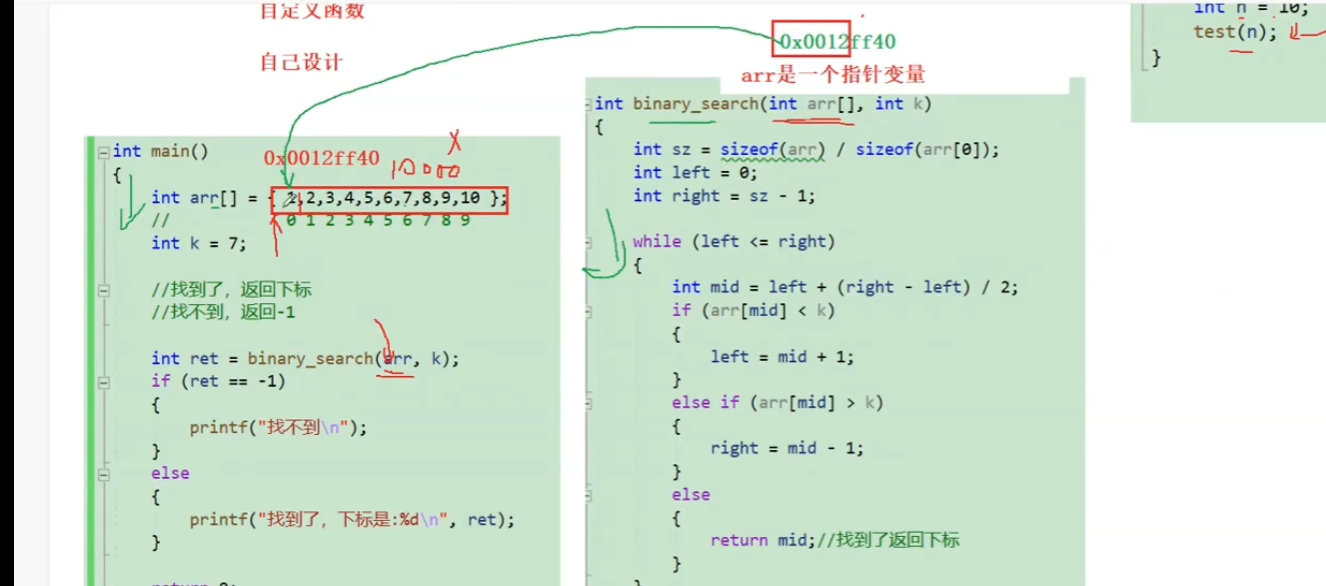 自定义函数
自己设计
int main()
0x0012ff40
10000
X
{
int arr[] = { 1,2,3,4,5,6,7,8,9,10 };
// 0 1 2 3 4 5 6 7 8 9
int k = 7;
//找到了，返回下标
//找不到，返回-1
int ret = binary_search(arr, k);
if (ret == -1)
{
printf("找不到\n");
}
else
{
printf("找到了，下标是:%d\n", ret);
}
0x0012ff40
arr是一个指针变量
int binary_search(int arr[], int k)
{
int sz = sizeof(arr) / sizeof(arr[0]);
int left = 0;
int right = sz - 1;
while (left <= right)
{
int mid = left + (right - left) / 2;
if (arr[mid] < k)
{
left = mid + 1;
}
else if (arr[mid] > k)
{
right = mid - 1;
}
else
{
return mid;//找到了返回下标
}
}
int n = 10;
test(n);
}